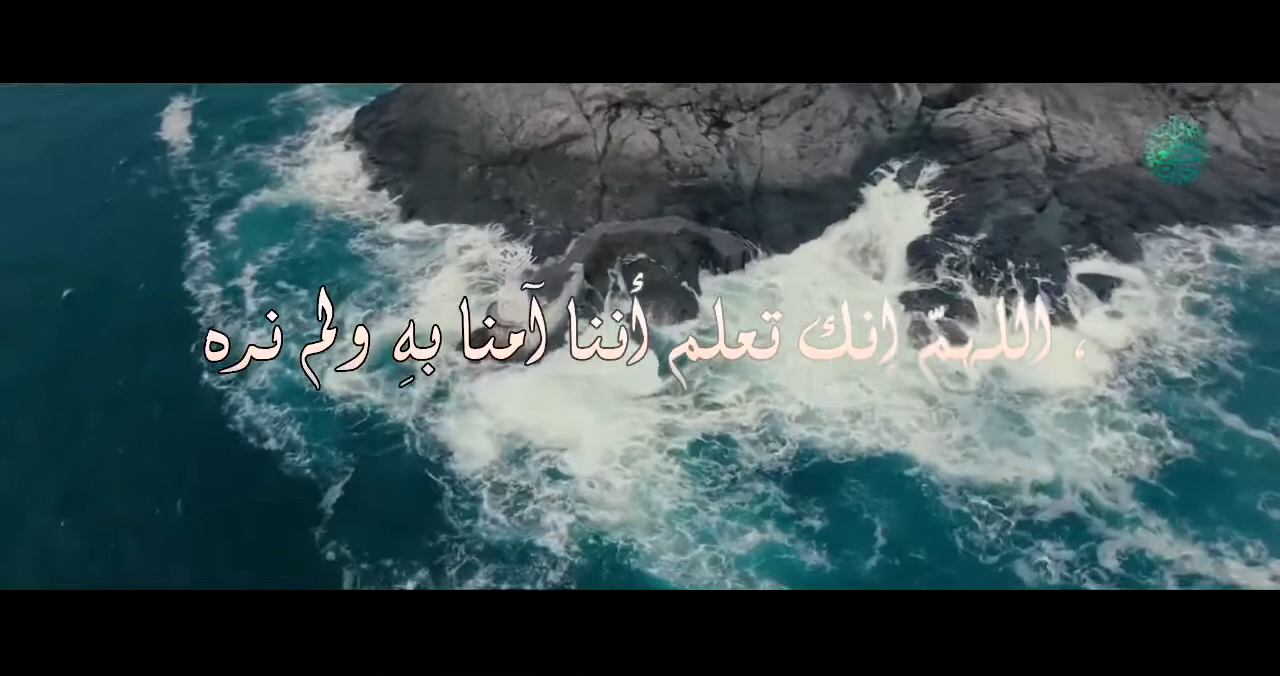 ، اللهمّ إنك تعلم أننا آمنا بهِ ولم نره